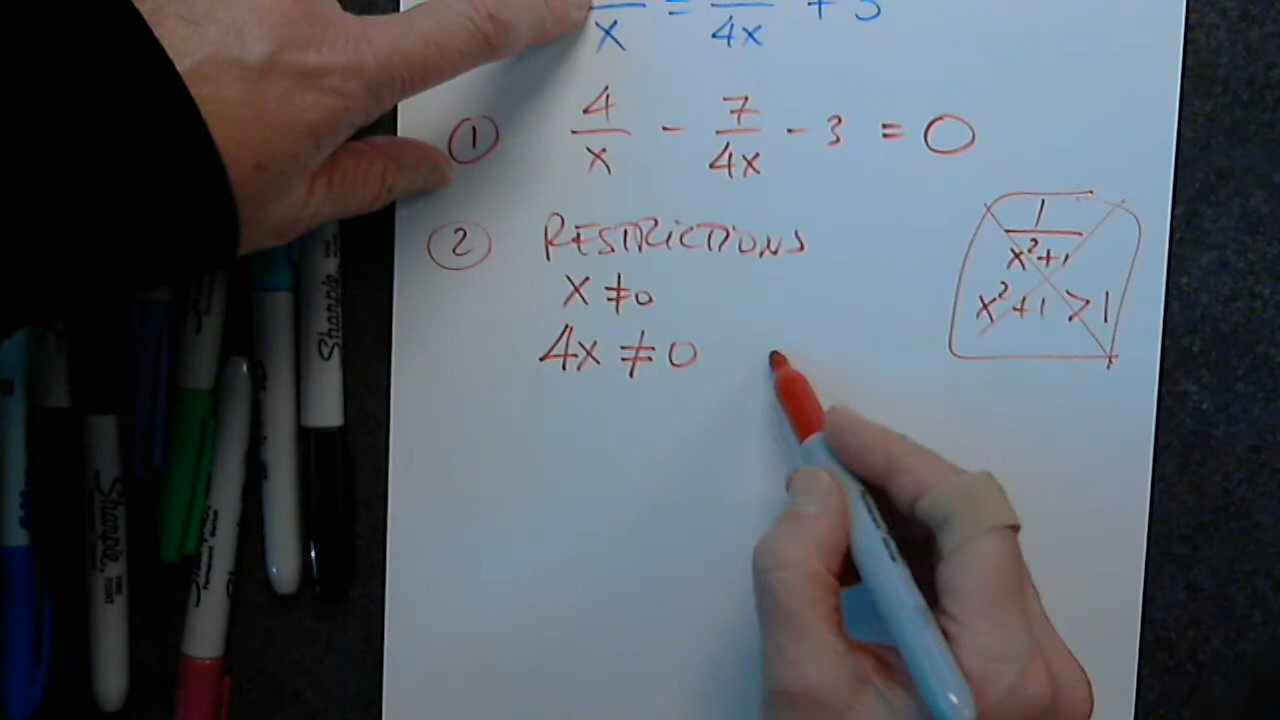 x = 4x + 3
① 4/x - 7/4x - 3 = 0
② RESTRICTIONS
x ≠ 0
4x ≠ 0
1/x²+1
x²+1 > 1
Sharpie
Sharpie